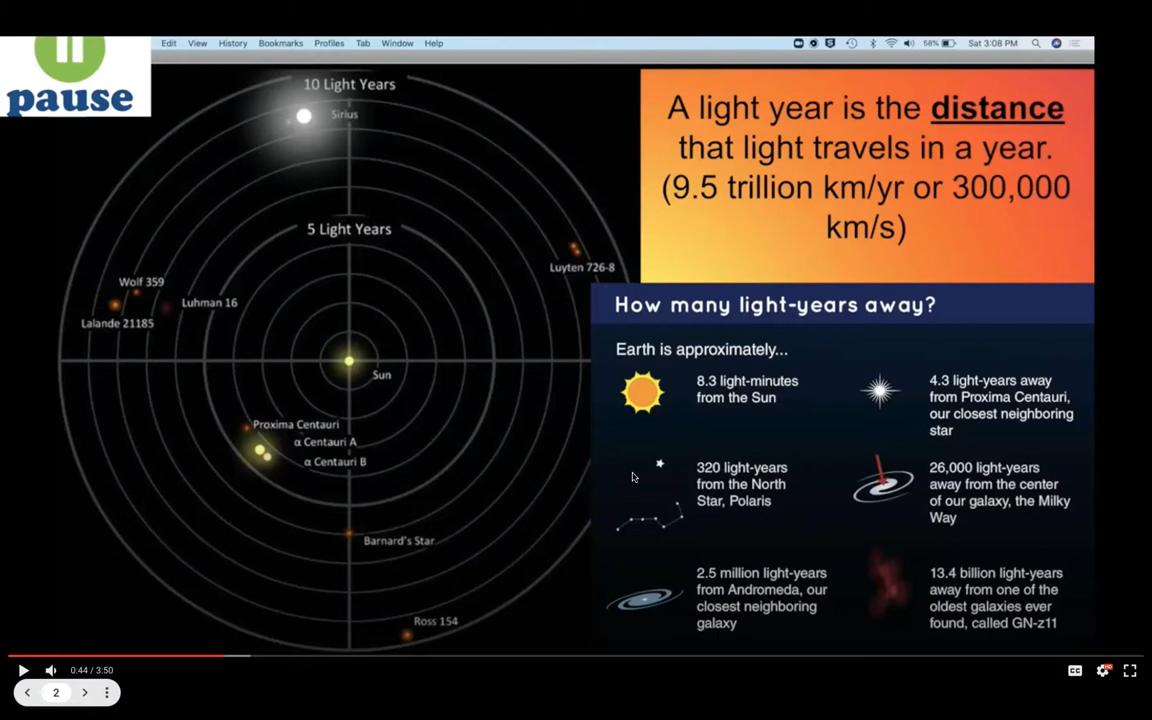 pause
Edit View History Bookmarks Profiles Tab Window Help
58% Sat 3:08 PM
10 Light Years
Sirius
5 Light Years
Luyten 726-8
Wolf 359
Luhman 16
Lalande 21185
Sun
Proxima Centauri
α Centauri A
α Centauri B
Barnard's Star
Ross 154
A light year is the distance
that light travels in a year.
(9.5 trillion km/yr or 300,000
km/s)
How many light-years away?
Earth is approximately...
8.3 light-minutes
from the Sun
4.3 light-years away
from Proxima Centauri,
our closest neighboring
star
320 light-years
from the North
Star, Polaris
26,000 light-years
away from the center
of our galaxy, the Milky
Way
2.5 million light-years
from Andromeda, our
closest neighboring
galaxy
13.4 billion light-years
away from one of the
oldest galaxies ever
found, called GN-z11
0:44 / 3:50
CC
HD
2